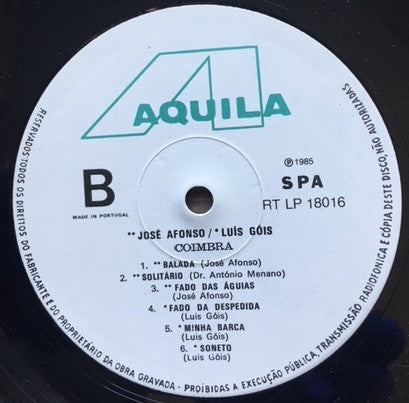 AQUILA
℗ 1985
B
SPA
MADE IN PORTUGAL
RT LP 18016
** JOSÉ AFONSO/* LUÍS GÓIS
COIMBRA
1. ** BALADA (José Afonso)
2. ** SOLITÁRIO (Dr. António Menano)
3. ** FADO DAS ÁGUIAS
(José Afonso)
4. * FADO DA DESPEDIDA
(Luís Góis)
5. * MINHA BARCA
(Luís Góis)
6. * SONETO
(Luís Góis)
RESERVADOS TODOS OS DIREITOS DO FABRICANTE E DO PROPRIETÁRIO DA OBRA GRAVADA - PROIBIDAS A EXECUÇÃO PÚBLICA, TRANSMISSÃO RADIOFÓNICA E CÓPIA DESTE DISCO, NÃO AUTORIZADAS